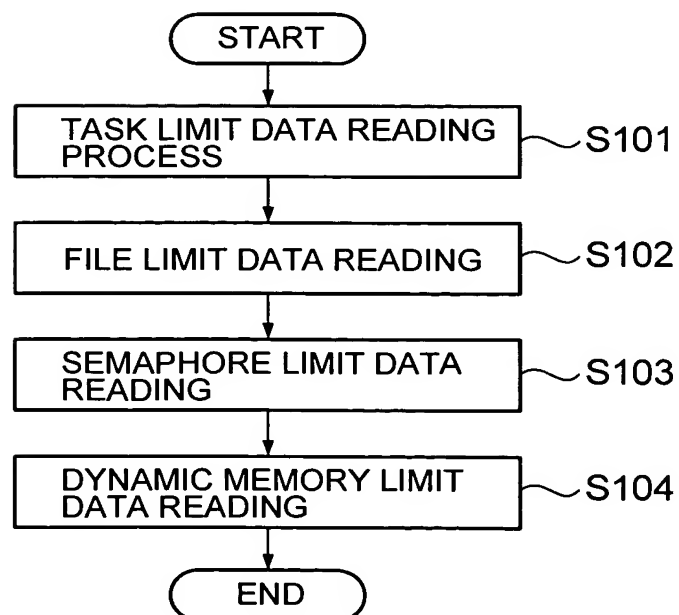 START
TASK LIMIT DATA READING
PROCESS
S101
FILE LIMIT DATA READING
S102
SEMAPHORE LIMIT DATA
READING
S103
DYNAMIC MEMORY LIMIT
DATA READING
S104
END